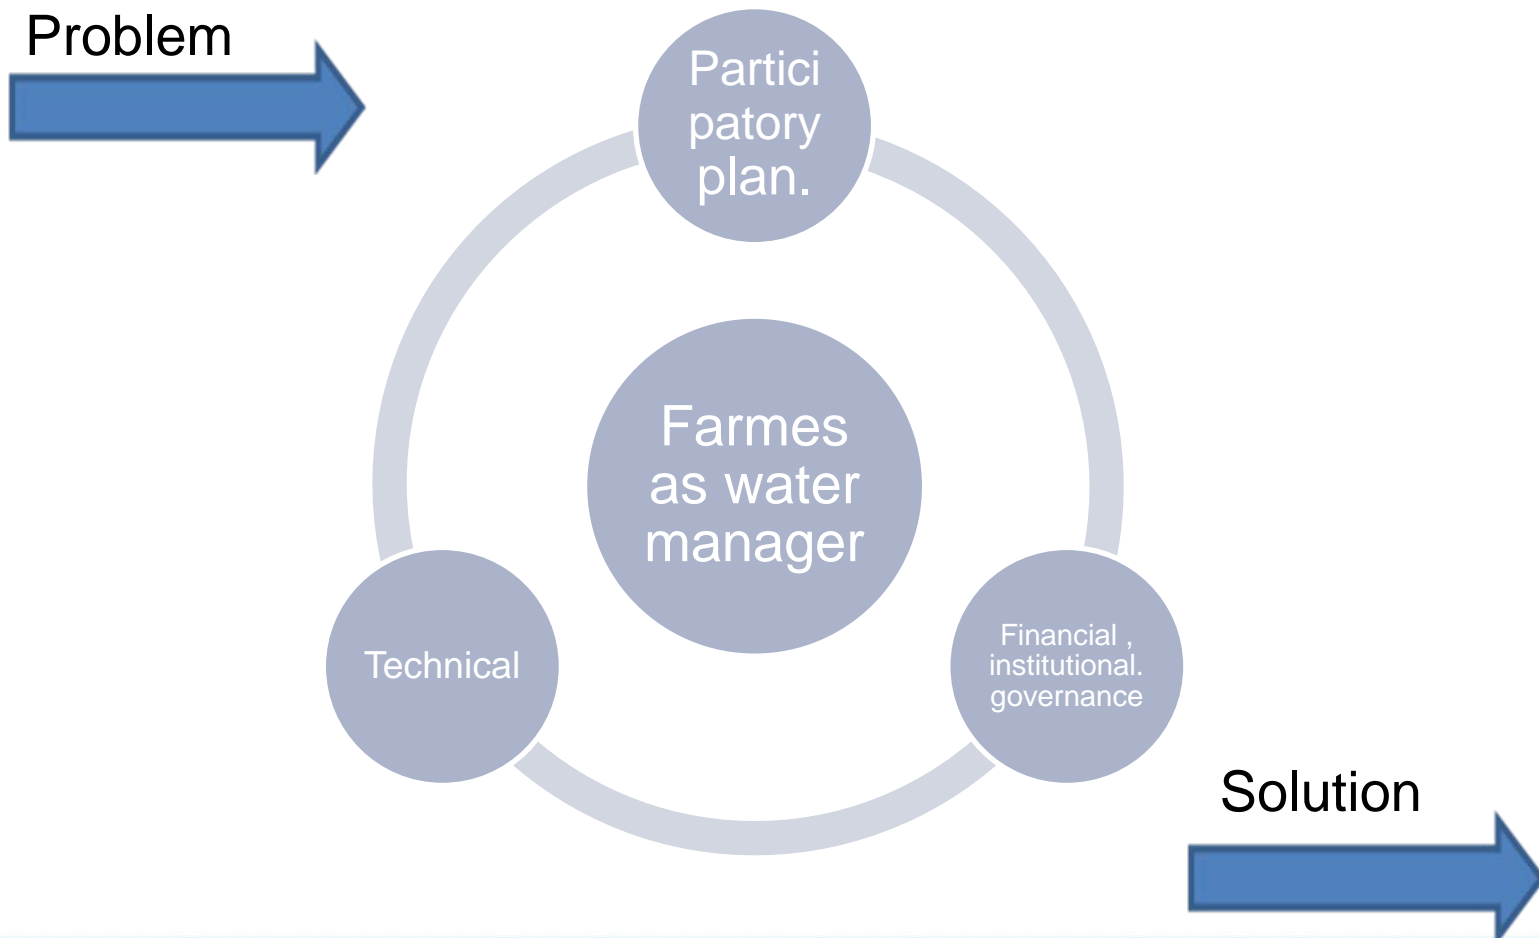 Problem
Partici
patory
plan.
Farmes
as water
manager
Technical
Financial ,
institutional.
governance
Solution